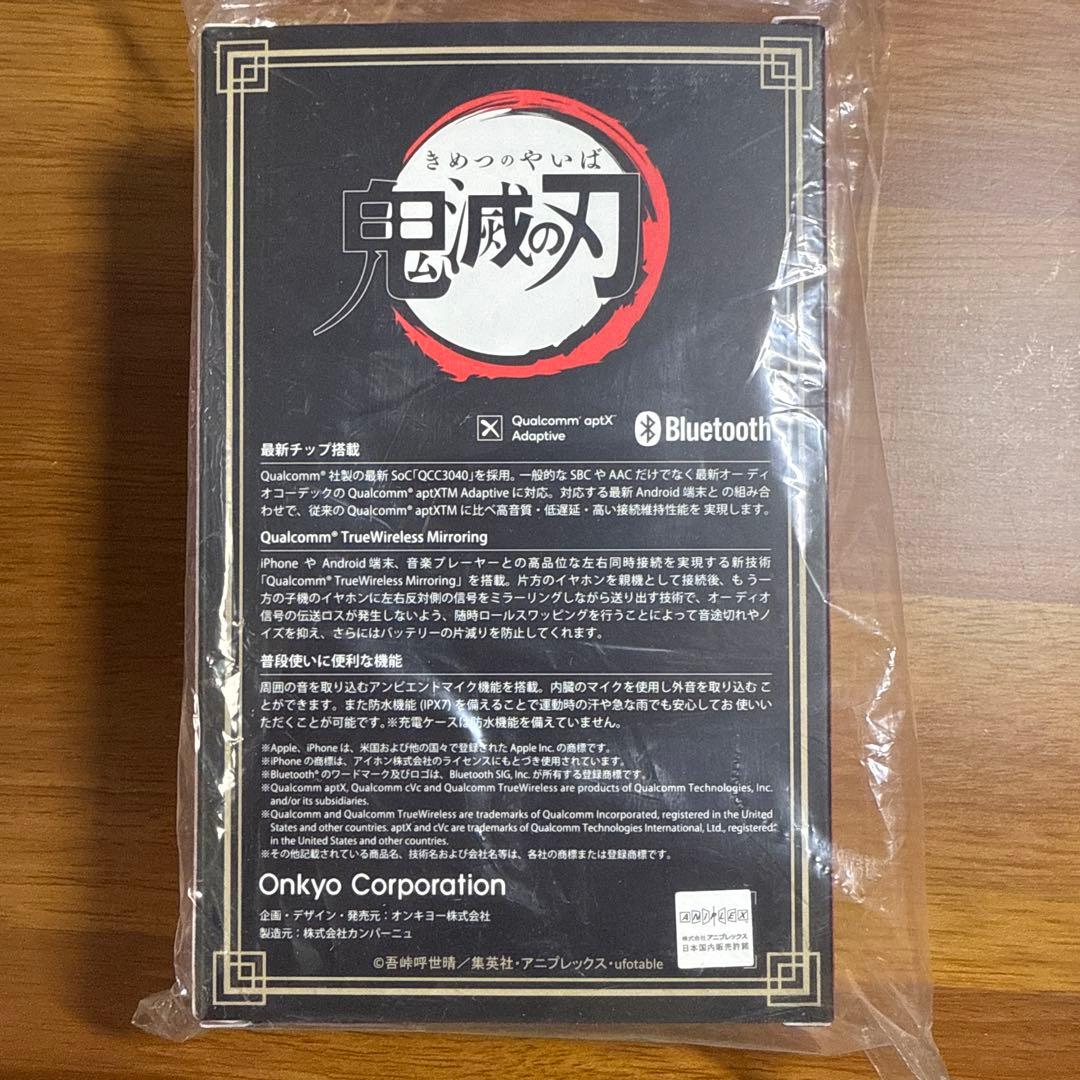 きめつのやいば
鬼滅の刃
Qualcomm® aptX™
Adaptive
Bluetooth
最新チップ搭載
Qualcomm® 社製の最新 SoC「QCC3040」を採用。一般的な SBC や AAC だけでなく最新オー ディ
オコーデックの Qualcomm® aptXTM Adaptive に対応。対応する最新 Android 端末と の組み合
わせで、従来の Qualcomm® aptXTM に比べ高音質・低遅延・高い接続維持性能を 実現します。
Qualcomm® TrueWireless Mirroring
iPhone や Android 端末、音楽プレーヤーとの高品位な左右同時接続を実現する新技術
「Qualcomm® TrueWireless Mirroring」を搭載。片方のイヤホンを親機として接続後、も う一
方の子機のイヤホンに左右反対側の信号をミラーリングしながら送り出す技術で、オー ディオ
信号の伝送ロスが発生しないよう、随時ロールスワッピングを行うことによって音途切れやノ
イズを抑え、さらにはバッテリーの片減りを防止してくれます。
普段使いに便利な機能
周囲の音を取り込むアンビエントマイク機能を搭載。内臓のマイクを使用し外音を取り込む こ
とができます。また防水機能 (IPX7) を備えることで運動時の汗や急な雨でも安心してお 使いい
ただくことが可能です。※充電ケースは防水機能を備えていません。
※Apple、iPhone は、米国および他の国々で登録された Apple Inc. の商標です。
※iPhone の商標は、アイホン株式会社のライセンスにもとづき使用されています。
※Bluetooth® のワードマーク及びロゴは、Bluetooth SIG, Inc. が所有する登録商標です。
※Qualcomm aptX, Qualcomm cVc and Qualcomm TrueWireless are products of Qualcomm Technologies, Inc.
and/or its subsidiaries.
※Qualcomm and Qualcomm TrueWireless are trademarks of Qualcomm Incorporated, registered in the United
States and other countries. aptX and cVc are trademarks of Qualcomm Technologies International, Ltd., registered
in the United States and other countries.
※その他記載されている商品名、技術名および会社名等は、各社の商標または登録商標です。
Onkyo Corporation
企画・デザイン・発売元：オンキヨー株式会社
製造元：株式会社カンパーニュ
ANIPLEX
株式会社アニプレックス
日本国内販売許諾
©吾峠呼世晴／集英社・アニプレックス・ufotable